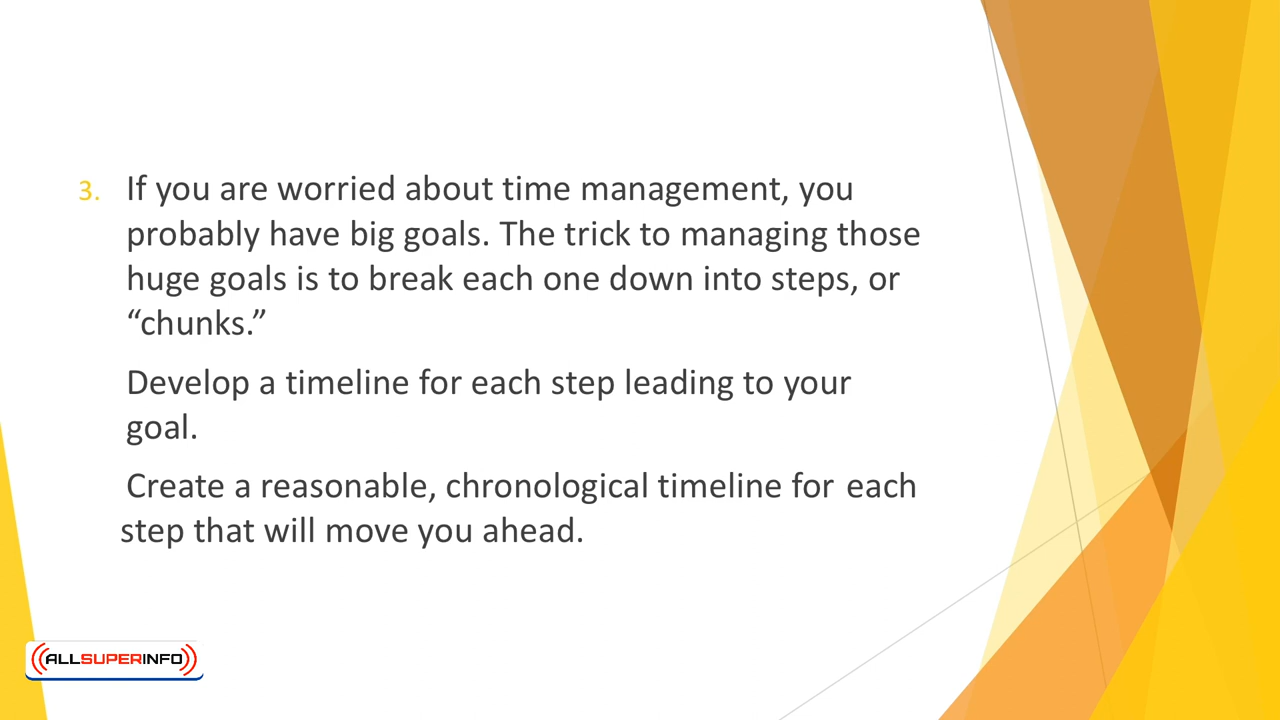 3. If you are worried about time management, you
probably have big goals. The trick to managing those
huge goals is to break each one down into steps, or
“chunks.”
Develop a timeline for each step leading to your
goal.
Create a reasonable, chronological timeline for each
step that will move you ahead.
ALLSUPERINFO